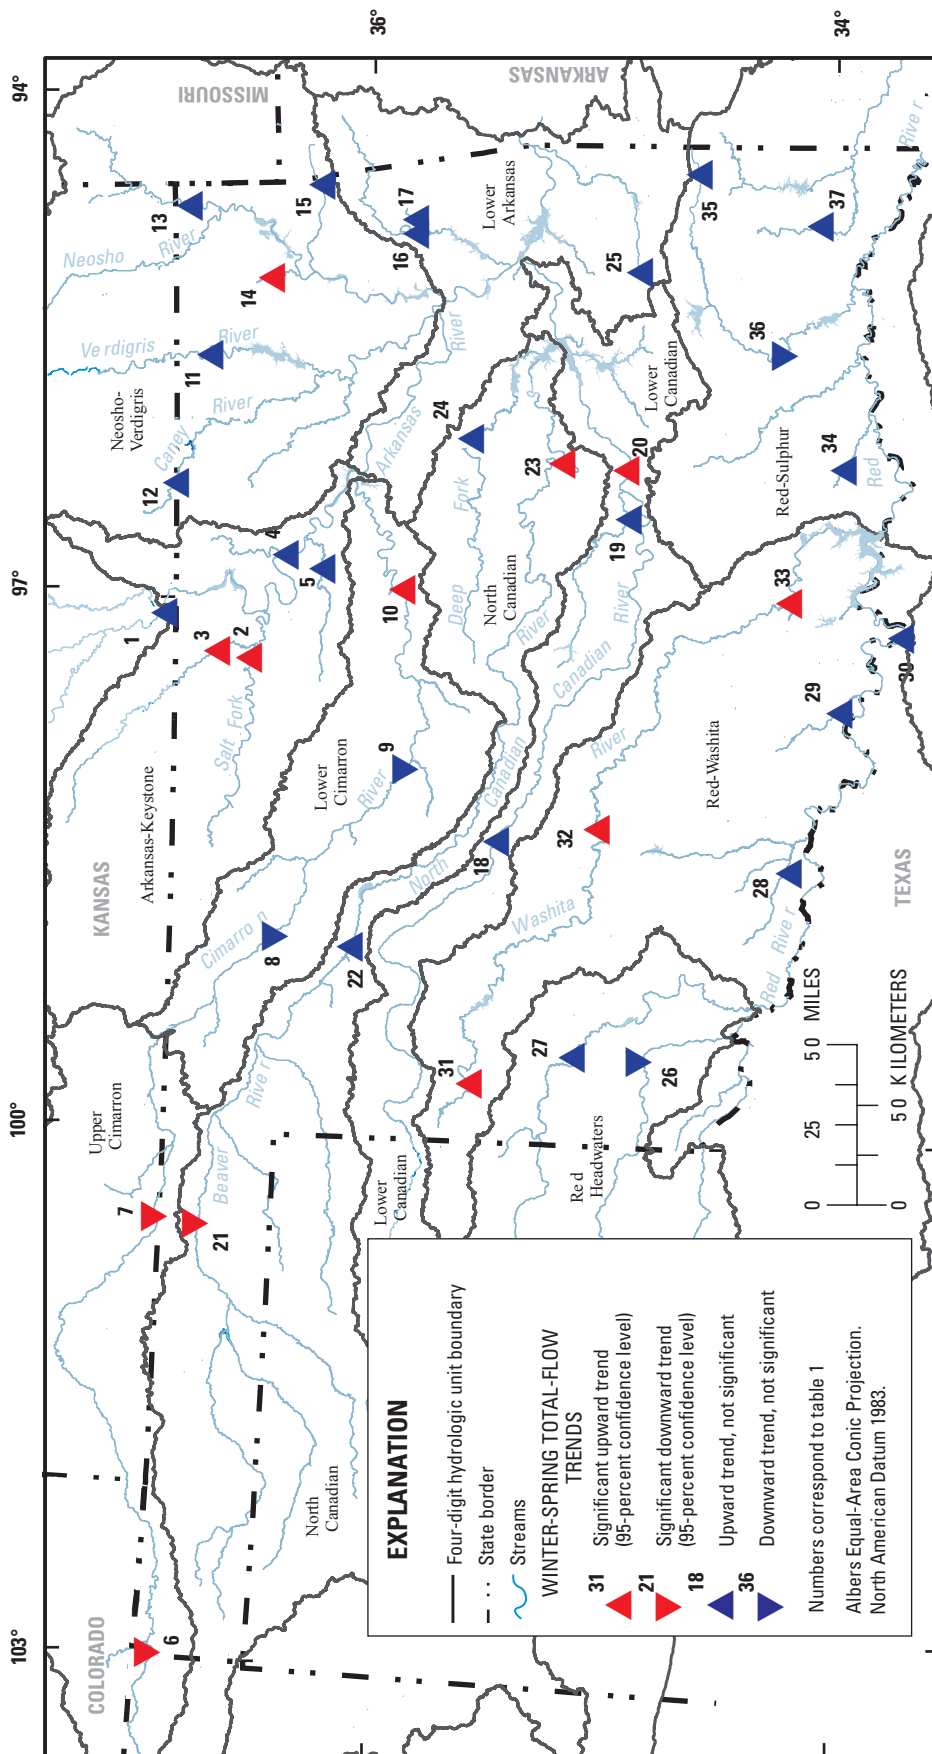 103°
100°
97°
94°
36°
34°
COLORADO
KANSAS
MISSOURI
ARKANSAS
TEXAS
Upper
Cimarron
Arkansas-Keystone
Neosho-
Verdigris
Lower
Cimarron
North
Canadian
North
Canadian
Lower
Canadian
Lower
Canadian
Lower
Arkansas
Red
Headwaters
Red-Washita
Red-Sulphur
Beaver
River
Cimarron
River
Salt Fork
Arkansas
River
Caney
River
Verdigris
River
Neosho
River
North
Canadian
River
Deep
Fork
Canadian
River
Washita
River
Red
River
Red
River
1
2
3
4
5
6
7
8
9
10
11
12
13
14
15
16
17
18
19
20
21
22
23
24
25
26
27
28
29
30
31
32
33
34
35
36
37
0 25 50 MILES
0 50 KILOMETERS
EXPLANATION
Four-digit hydrologic unit boundary
State border
Streams
WINTER-SPRING TOTAL-FLOW
TRENDS
31 Significant upward trend
(95-percent confidence level)
21 Significant downward trend
(95-percent confidence level)
18 Upward trend, not significant
36 Downward trend, not significant
Numbers correspond to table 1
Albers Equal-Area Conic Projection.
North American Datum 1983.